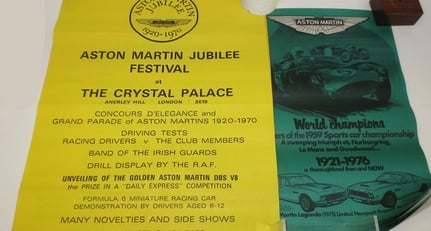 ASTON MARTIN
JUBILEE
1920-1970
ASTON MARTIN JUBILEE
FESTIVAL
at
THE CRYSTAL PALACE
ANERLEY HILL LONDON SE19
CONCOURS D'ELEGANCE and
GRAND PARADE of ASTON MARTINS 1920-1970
DRIVING TESTS
RACING DRIVERS v THE CLUB MEMBERS
BAND OF THE IRISH GUARDS
DRILL DISPLAY BY THE R.A.F.
UNVEILING OF THE GOLDEN ASTON MARTIN DBS V8
the PRIZE IN A "DAILY EXPRESS" COMPETITION
FORMULA 6 MINIATURE RACING CAR
DEMONSTRATION BY DRIVERS AGED 6-12
MANY NOVELTIES AND SIDE SHOWS
ASTON MARTIN
World champions
ers of the 1959 Sports car championship
A sweeping triumph at, Nurburgring,
Le Mans and Goodwood...
1921-1976
a thoroughbred then and NOW
Martin Lagonda (1975) Limited Newport